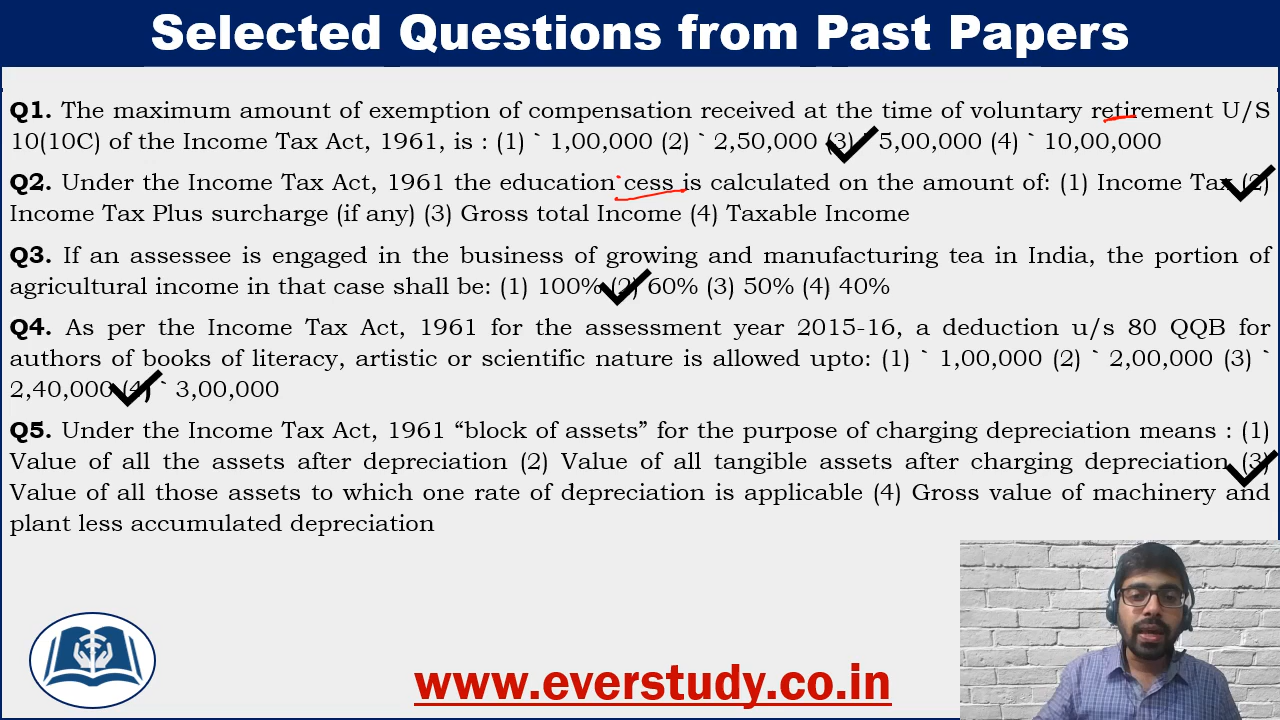 Selected Questions from Past Papers
Q1. The maximum amount of exemption of compensation received at the time of voluntary retirement U/S
10(10C) of the Income Tax Act, 1961, is : (1) ` 1,00,000 (2) ` 2,50,000 (3) ` 5,00,000 (4) ` 10,00,000
Q2. Under the Income Tax Act, 1961 the education cess is calculated on the amount of: (1) Income Tax (2)
Income Tax Plus surcharge (if any) (3) Gross total Income (4) Taxable Income
Q3. If an assessee is engaged in the business of growing and manufacturing tea in India, the portion of
agricultural income in that case shall be: (1) 100% (2) 60% (3) 50% (4) 40%
Q4. As per the Income Tax Act, 1961 for the assessment year 2015-16, a deduction u/s 80 QQB for
authors of books of literacy, artistic or scientific nature is allowed upto: (1) ` 1,00,000 (2) ` 2,00,000 (3) `
2,40,000 (4) ` 3,00,000
Q5. Under the Income Tax Act, 1961 “block of assets” for the purpose of charging depreciation means : (1)
Value of all the assets after depreciation (2) Value of all tangible assets after charging depreciation (3)
Value of all those assets to which one rate of depreciation is applicable (4) Gross value of machinery and
plant less accumulated depreciation
www.everstudy.co.in